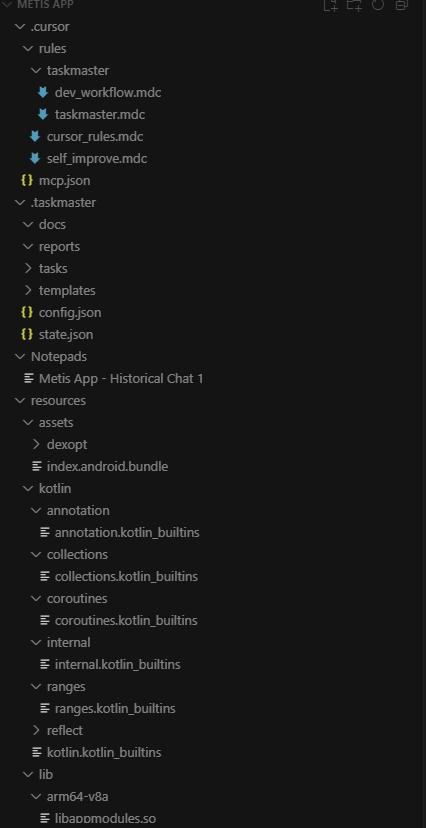 METIS APP
.cursor
rules
taskmaster
dev_workflow.mdc
taskmaster.mdc
cursor_rules.mdc
self_improve.mdc
{} mcp.json
.taskmaster
docs
reports
tasks
templates
{} config.json
{} state.json
Notepads
Metis App - Historical Chat 1
resources
assets
dexopt
index.android.bundle
kotlin
annotation
annotation.kotlin_builtins
collections
collections.kotlin_builtins
coroutines
coroutines.kotlin_builtins
internal
internal.kotlin_builtins
ranges
ranges.kotlin_builtins
reflect
kotlin.kotlin_builtins
lib
arm64-v8a
libappmodules.so